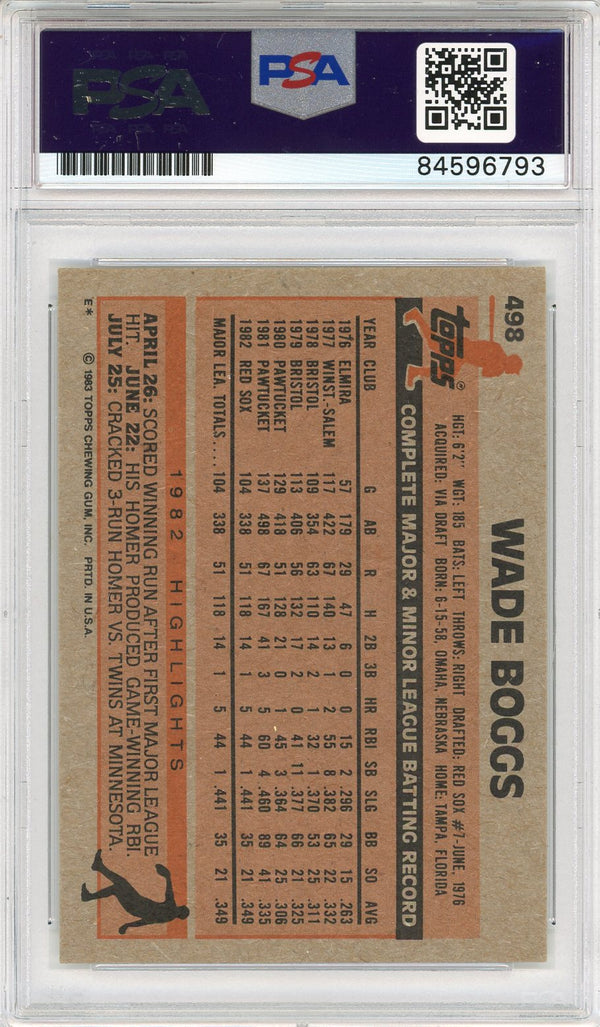 PSA PSA PSA
PSA
PSA PSA PSA
PSA
84596793
498
WADE BOGGS
TOPPS®
HGT: 6'2" WGT: 185 BATS: LEFT THROWS: RIGHT DRAFTED: RED SOX #7-JUNE, 1976
ACQUIRED: VIA DRAFT BORN: 6-15-58, OMAHA, NEBRASKA HOME: TAMPA, FLORIDA
COMPLETE MAJOR & MINOR LEAGUE BATTING RECORD
YEAR CLUB G AB R H 2B 3B HR RBI SB SLG BB SO AVG
1976 ELMIRA 57 179 29 47 6 0 0 15 2 .296 29 15 .263
1977 WINST.-SALEM 117 422 67 140 13 1 2 55 8 .382 65 22 .332
1978 BRISTOL 109 354 63 110 14 2 1 32 1 .370 53 25 .311
1979 BRISTOL 113 406 56 132 17 2 0 41 11 .377 66 21 .325
1980 PAWTUCKET 129 418 51 128 21 0 1 45 3 .364 64 25 .306
1981 PAWTUCKET 137 498 67 167 41 3 5 60 4 .460 89 41 .335
1982 RED SOX 104 338 51 118 14 1 5 44 1 .441 35 21 .349
MAJOR LEA. TOTALS.... 104 338 51 118 14 1 5 44 1 .441 35 21 .349
1982 HIGHLIGHTS
APRIL 26: SCORED WINNING RUN AFTER FIRST MAJOR LEAGUE
HIT. JUNE 22: HIS HOMER PRODUCED GAME-WINNING RBI.
JULY 25: CRACKED 3-RUN HOMER VS. TWINS AT MINNESOTA.
E* © 1983 TOPPS CHEWING GUM, INC. PRTD. IN U.S.A.